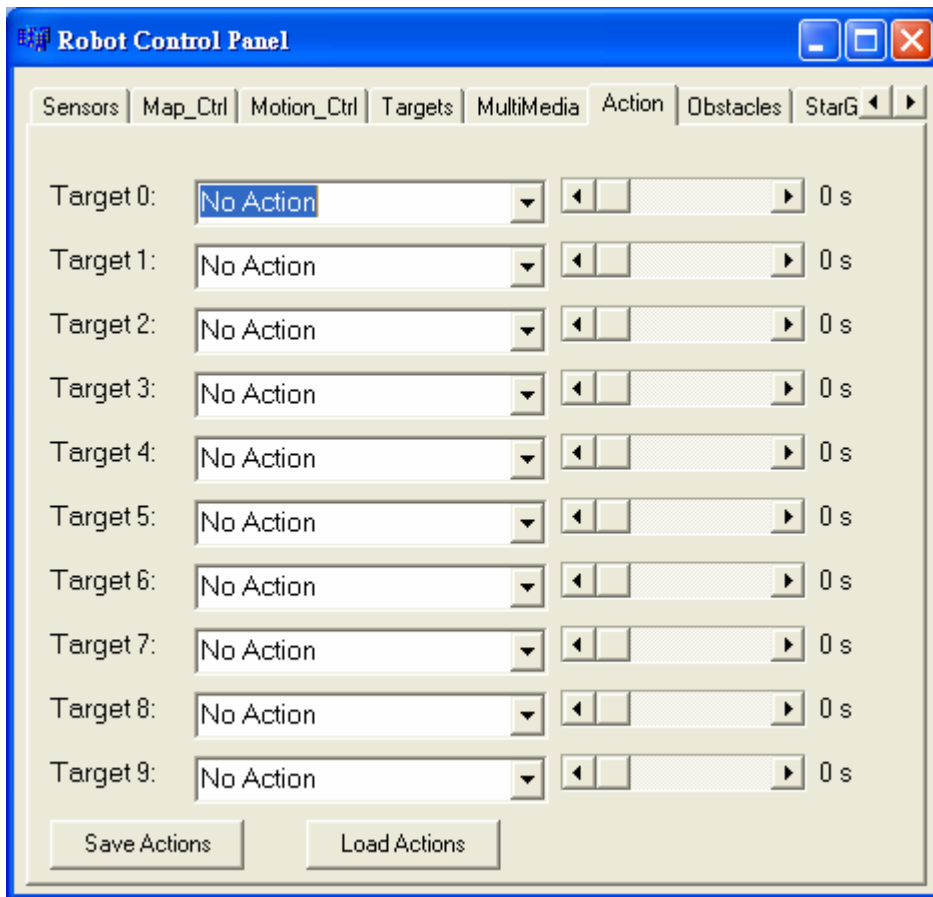 Robot Control Panel
Sensors Map_Ctrl Motion_Ctrl Targets MultiMedia Action Obstacles StarG
Target 0: No Action 0 s
Target 1: No Action 0 s
Target 2: No Action 0 s
Target 3: No Action 0 s
Target 4: No Action 0 s
Target 5: No Action 0 s
Target 6: No Action 0 s
Target 7: No Action 0 s
Target 8: No Action 0 s
Target 9: No Action 0 s
Save Actions Load Actions